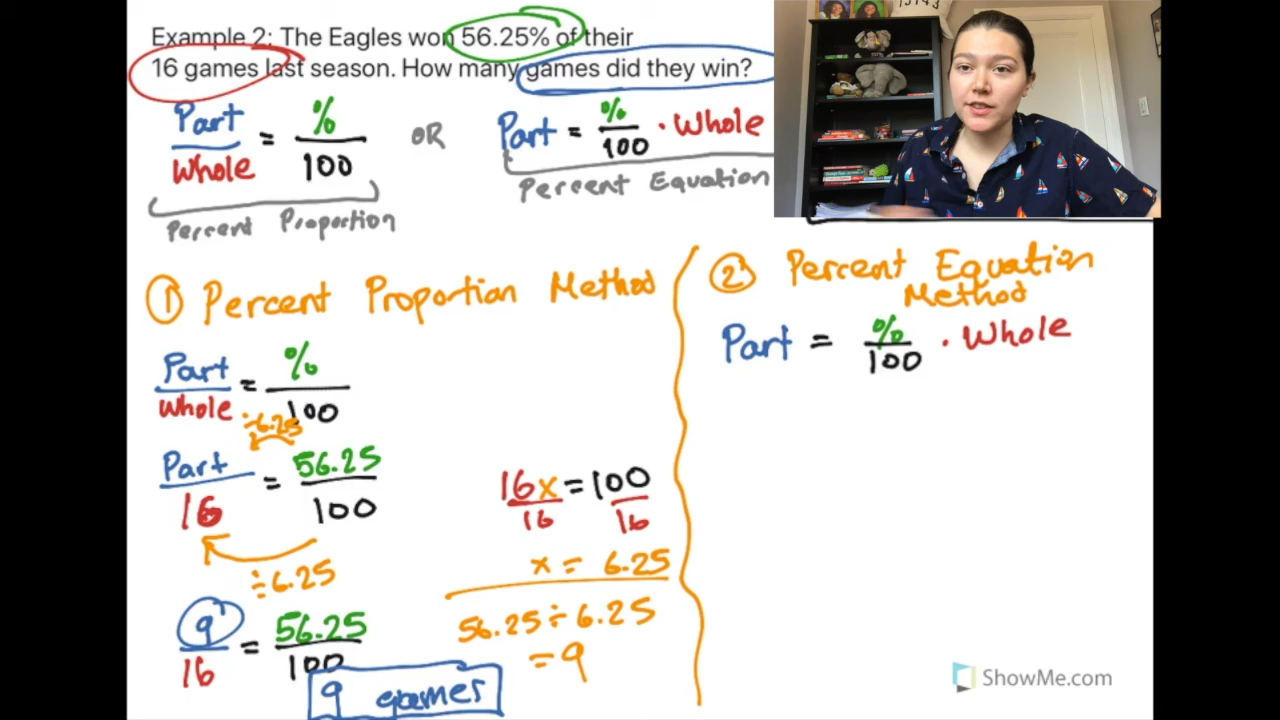 Example 2: The Eagles won 56.25% of their
16 games last season. How many games did they win?
Part / Whole = % / 100
OR
Part = % / 100 · Whole
Percent Proportion
Percent Equation
① Percent Proportion Method
Part / Whole = % / 100
÷6.25
Part / 16 = 56.25 / 100
÷6.25
9 / 16 = 56.25 / 100
9 games
16x = 100
16 16
x = 6.25
56.25 ÷ 6.25
= 9
② Percent Equation
Method
Part = % / 100 · Whole
ShowMe.com